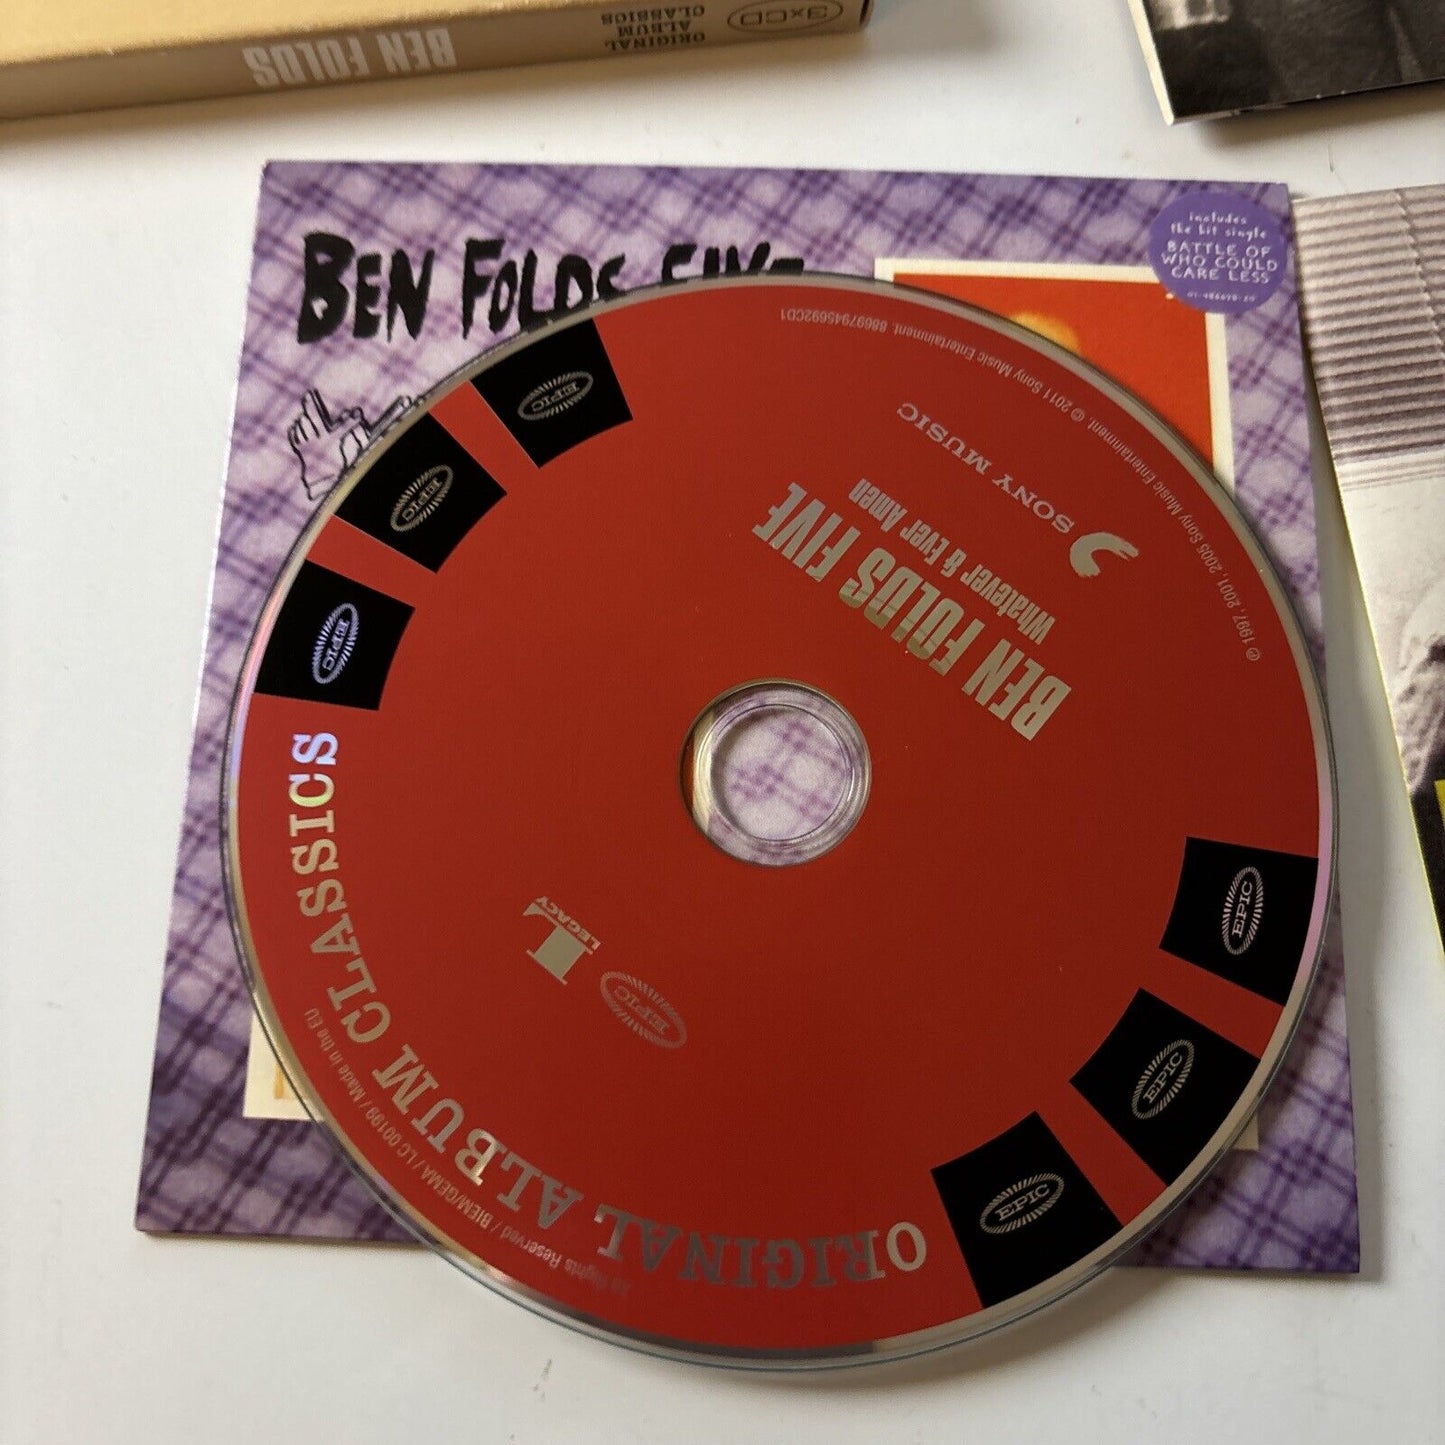 BEN FOLDS
ORIGINAL
ALBUM
CLASSICS
3xCD
BEN FOLDS FIVE
includes
the hit single
BATTLE OF
WHO COULD
CARE LESS
EPIC
EPIC
EPIC
℗ 1997, 2001, 2005 Sony Music Entertainment. © 2011 Sony Music Entertainment. 88697945692CD1
SONY MUSIC
BEN FOLDS FIVE
Whatever & Ever Amen
L
LEGACY
EPIC
EPIC
EPIC
EPIC
ORIGINAL ALBUM CLASSICS
All Rights Reserved / BIEM/GEMA / LC 00199 / Made in the EU